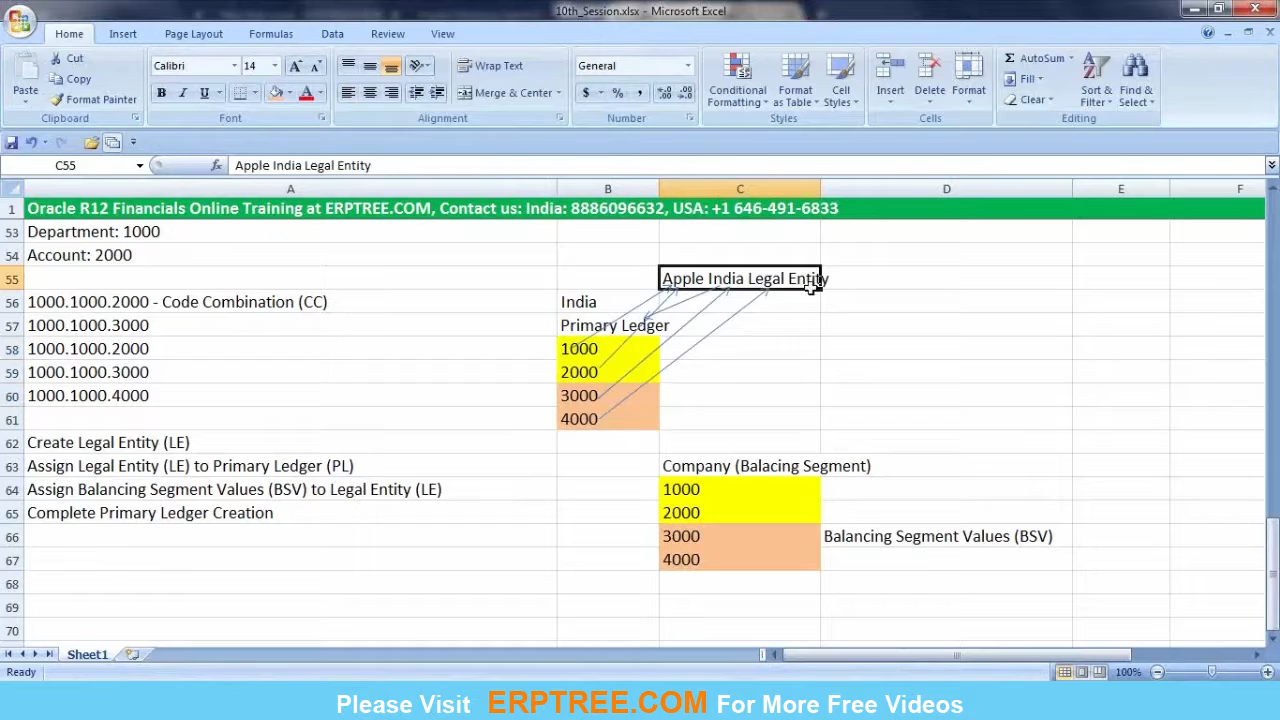 10th_Session.xlsx - Microsoft Excel
Home Insert Page Layout Formulas Data Review View
Paste
Cut
Copy
Format Painter
Clipboard
Calibri 14
B I U
Font
Wrap Text
Merge & Center
Alignment
General
$ % ,
Number
Conditional Formatting
Format as Table
Cell Styles
Styles
Insert
Delete
Format
Cells
Σ AutoSum
Fill
Clear
Sort & Filter
Find & Select
Editing
C55 fx Apple India Legal Entity
A B C D E F
1 Oracle R12 Financials Online Training at ERPTREE.COM, Contact us: India: 8886096632, USA: +1 646-491-6833
53 Department: 1000
54 Account: 2000
55 Apple India Legal Entity
56 1000.1000.2000 - Code Combination (CC) India
57 1000.1000.3000 Primary Ledger
58 1000.1000.2000 1000
59 1000.1000.3000 2000
60 1000.1000.4000 3000
61 4000
62 Create Legal Entity (LE)
63 Assign Legal Entity (LE) to Primary Ledger (PL) Company (Balacing Segment)
64 Assign Balancing Segment Values (BSV) to Legal Entity (LE) 1000
65 Complete Primary Ledger Creation 2000
66 3000 Balancing Segment Values (BSV)
67 4000
68
69
70
Sheet1
Ready 100%
Please Visit ERPTREE.COM For More Free Videos